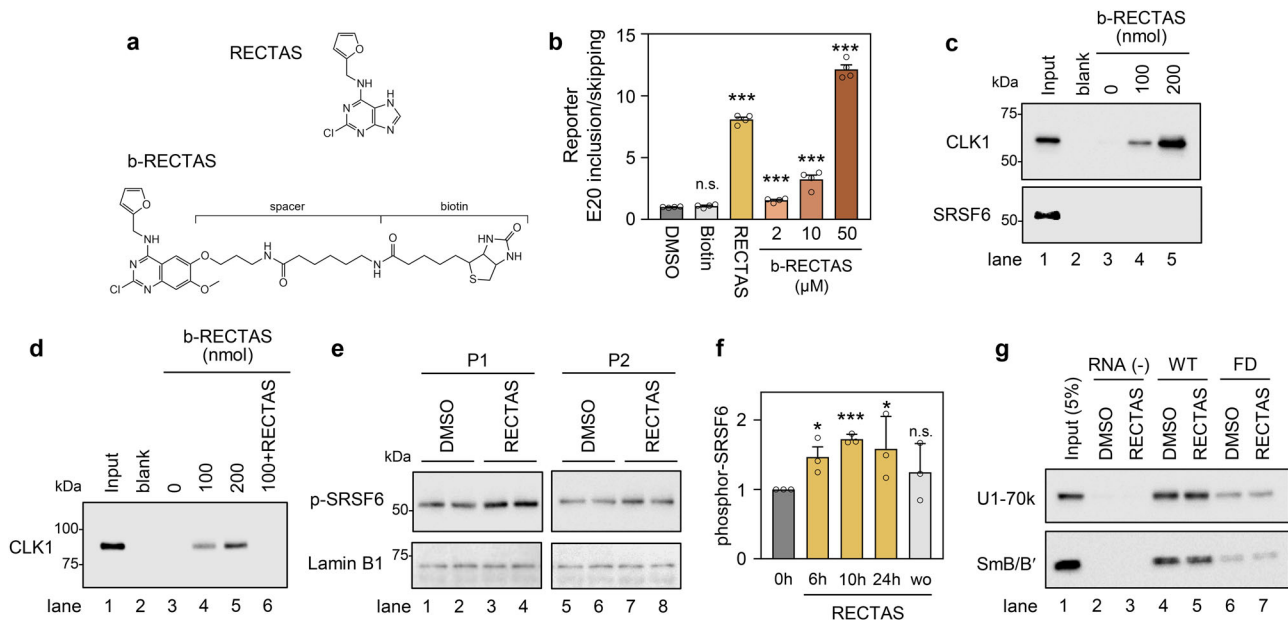 a
RECTAS
O
NH
N
H
N
Cl
N
N
b-RECTAS
spacer
biotin
O
NH
N
Cl
N
O
O
H
N
O
N
H
O
S
HN
NH
O
b
Reporter
E20 inclusion/skipping
15
10
5
0
n.s.
***
***
***
***
DMSO
Biotin
RECTAS
2
10
50
b-RECTAS
(µM)
c
b-RECTAS
(nmol)
kDa
Input
blank
0
100
200
75
CLK1
50
SRSF6
50
lane
1
2
3
4
5
d
b-RECTAS
(nmol)
kDa
Input
blank
0
100
200
100+RECTAS
100
CLK1
75
lane
1
2
3
4
5
6
e
P1
P2
DMSO
RECTAS
DMSO
RECTAS
kDa
p-SRSF6
50
75
Lamin B1
lane
1
2
3
4
5
6
7
8
f
phosphor-SRSF6
2
1
0
*
***
*
n.s.
0h
6h
10h
24h
wo
RECTAS
g
Input (5%)
RNA (-)
WT
FD
DMSO
RECTAS
DMSO
RECTAS
DMSO
RECTAS
U1-70k
SmB/B′
lane
1
2
3
4
5
6
7